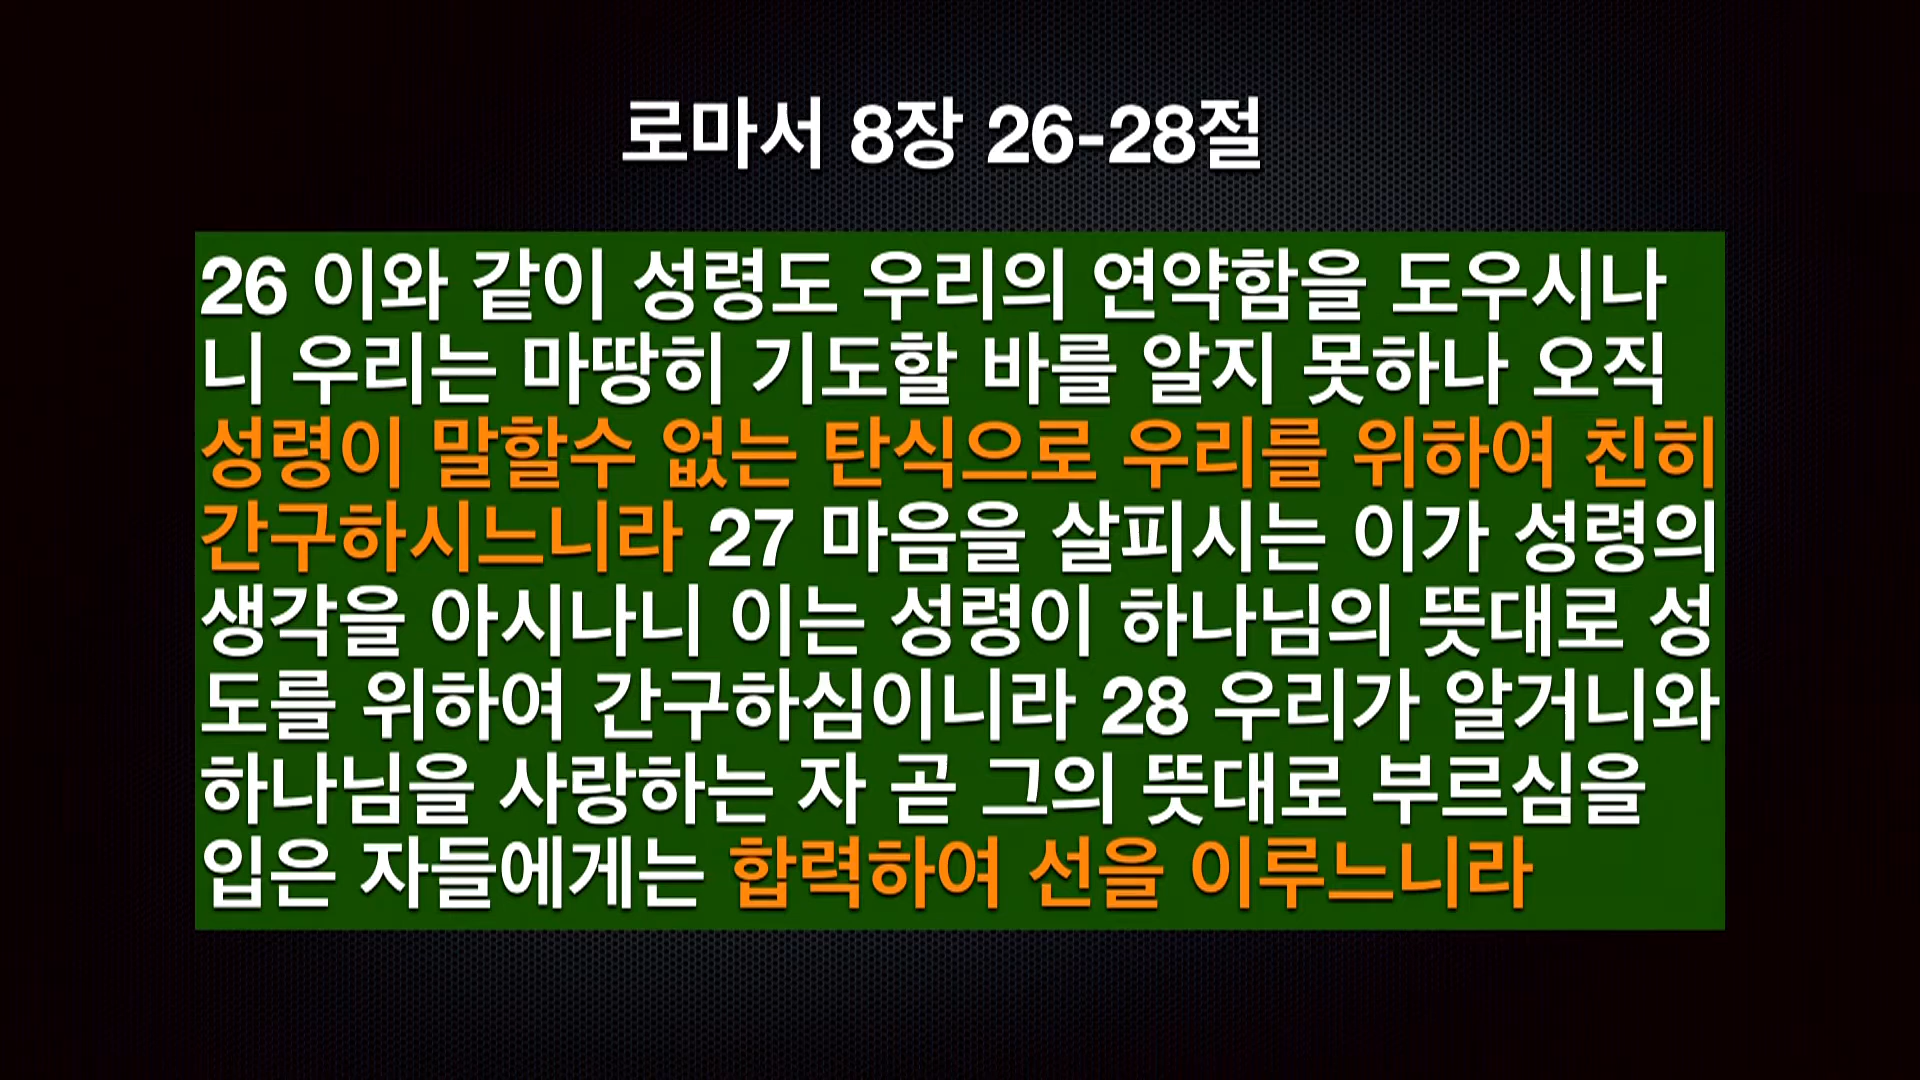 로마서 8장 26-28절
26 이와 같이 성령도 우리의 연약함을 도우시나
니 우리는 마땅히 기도할 바를 알지 못하나 오직
성령이 말할수 없는 탄식으로 우리를 위하여 친히
간구하시느니라 27 마음을 살피시는 이가 성령의
생각을 아시나니 이는 성령이 하나님의 뜻대로 성
도를 위하여 간구하심이니라 28 우리가 알거니와
하나님을 사랑하는 자 곧 그의 뜻대로 부르심을
입은 자들에게는 합력하여 선을 이루느니라